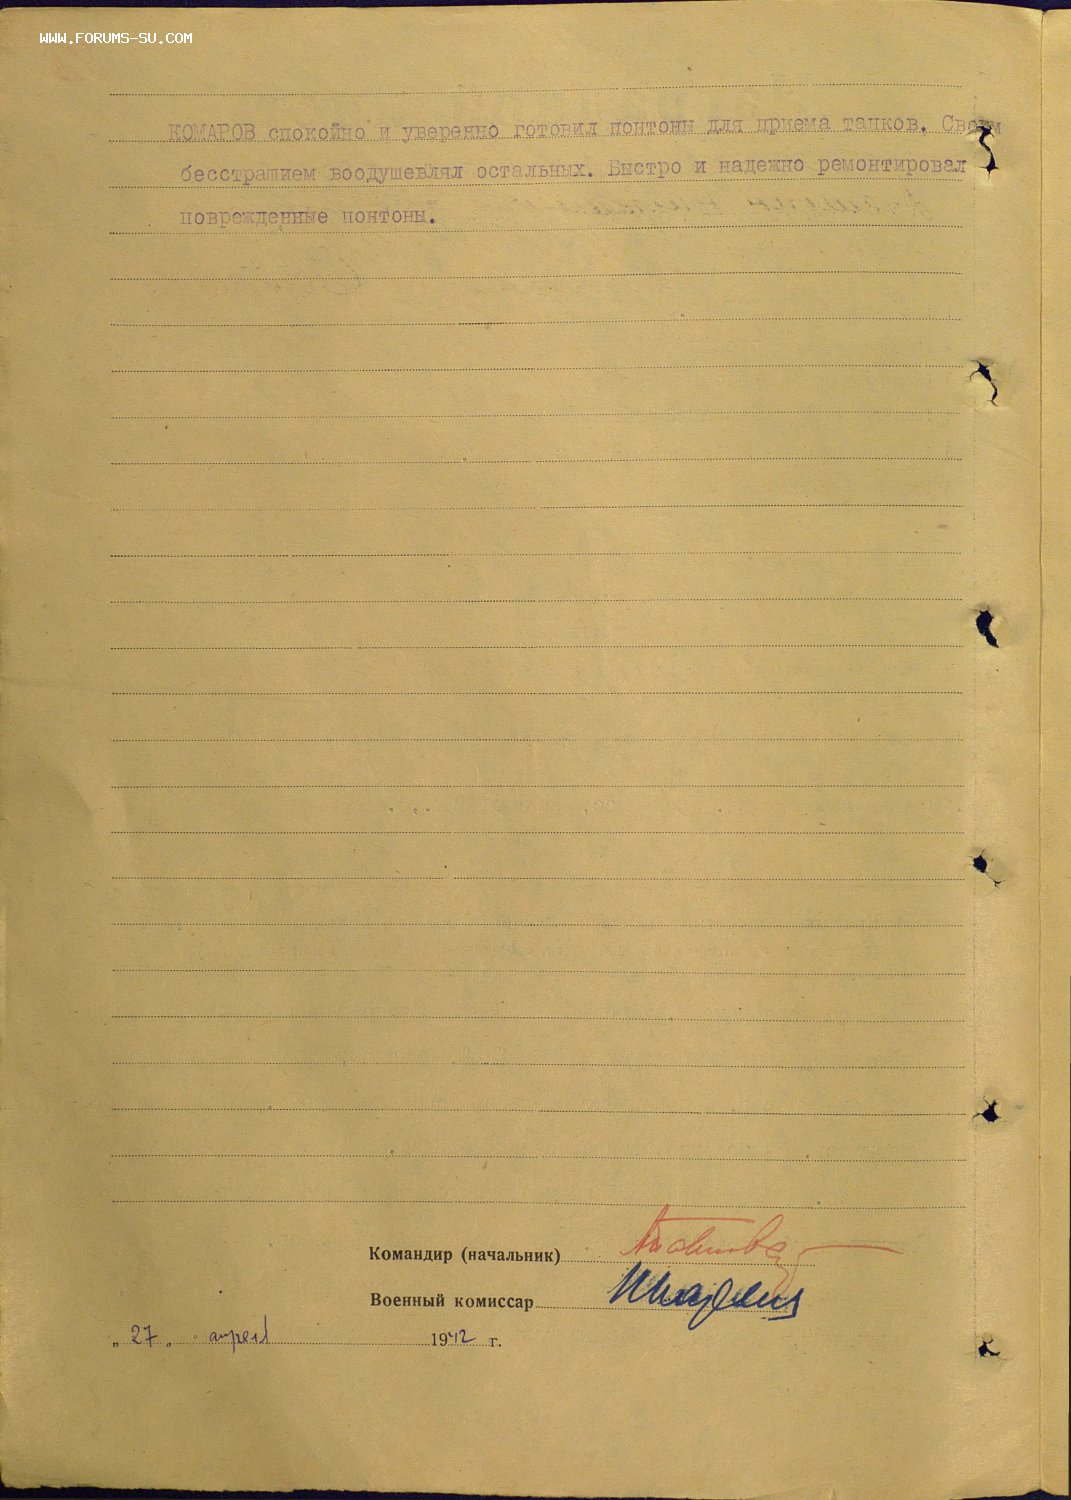 WWW.FORUMS-SU.COM
КОМАРОВ спокойно и уверенно готовил понтоны для приема танков. Своим
бесстрашием воодушевлял остальных. Быстро и надежно ремонтировал
поврежденные понтоны.
Командир (начальник)
Военный комиссар
„ 27 „ апреля 1942 г.